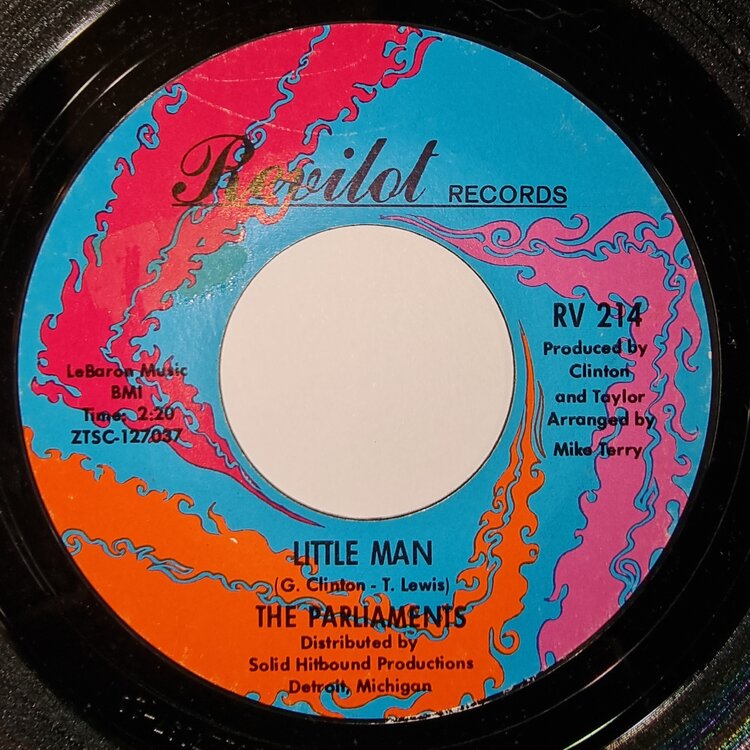 Revilot RECORDS
LeBaron Music
BMI
Time: 2:20
ZTSC-127037
RV 214
Produced by
Clinton
and Taylor
Arranged by
Mike Terry
LITTLE MAN
(G. Clinton - T. Lewis)
THE PARLIAMENTS
Distributed by
Solid Hitbound Productions
Detroit, Michigan